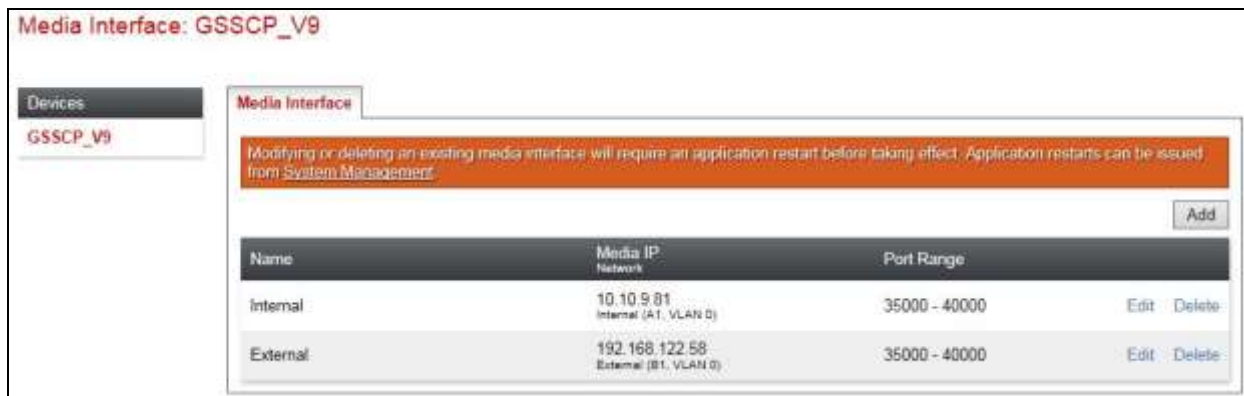 Media Interface: GSSCP_V9
Devices
GSSCP_V9
Media Interface
Modifying or deleting an existing media interface will require an application restart before taking effect. Application restarts can be issued
from System Management.
Add
Name Media IP Port Range
Network
Internal 10.10.9.81 35000 - 40000 Edit Delete
Internal (A1, VLAN 0)
External 192.168.122.58 35000 - 40000 Edit Delete
External (B1, VLAN 0)